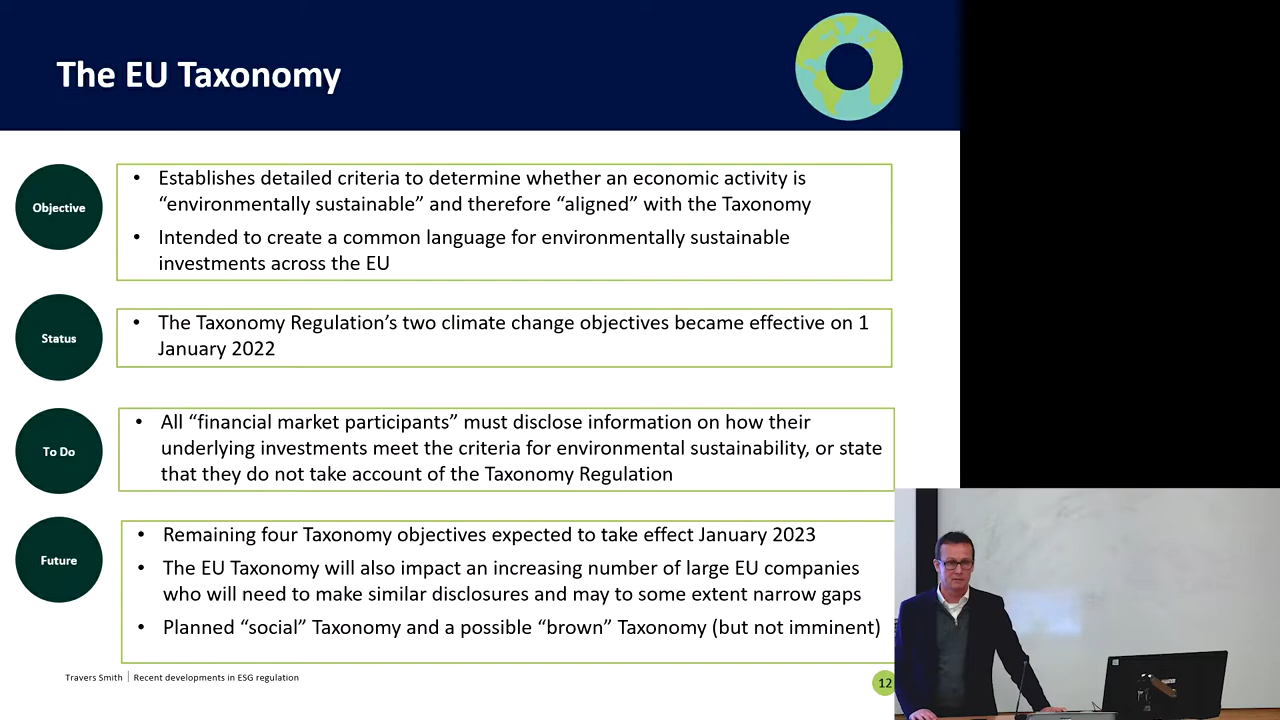 The EU Taxonomy
Objective
• Establishes detailed criteria to determine whether an economic activity is
“environmentally sustainable” and therefore “aligned” with the Taxonomy
• Intended to create a common language for environmentally sustainable
investments across the EU
Status
• The Taxonomy Regulation’s two climate change objectives became effective on 1
January 2022
To Do
• All “financial market participants” must disclose information on how their
underlying investments meet the criteria for environmental sustainability, or state
that they do not take account of the Taxonomy Regulation
Future
• Remaining four Taxonomy objectives expected to take effect January 2023
• The EU Taxonomy will also impact an increasing number of large EU companies
who will need to make similar disclosures and may to some extent narrow gaps
• Planned “social” Taxonomy and a possible “brown” Taxonomy (but not imminent)
Travers Smith | Recent developments in ESG regulation
12